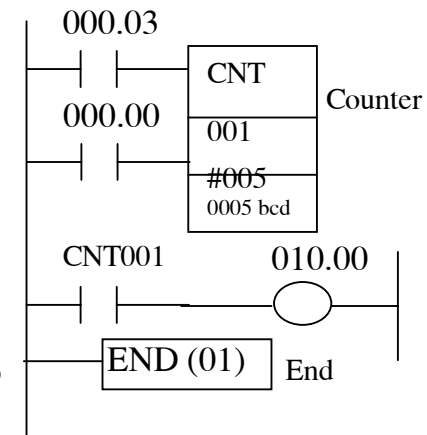 000.03
CNT
Counter
000.00
001
#005
0005 bcd
CNT001
010.00
END (01)
End